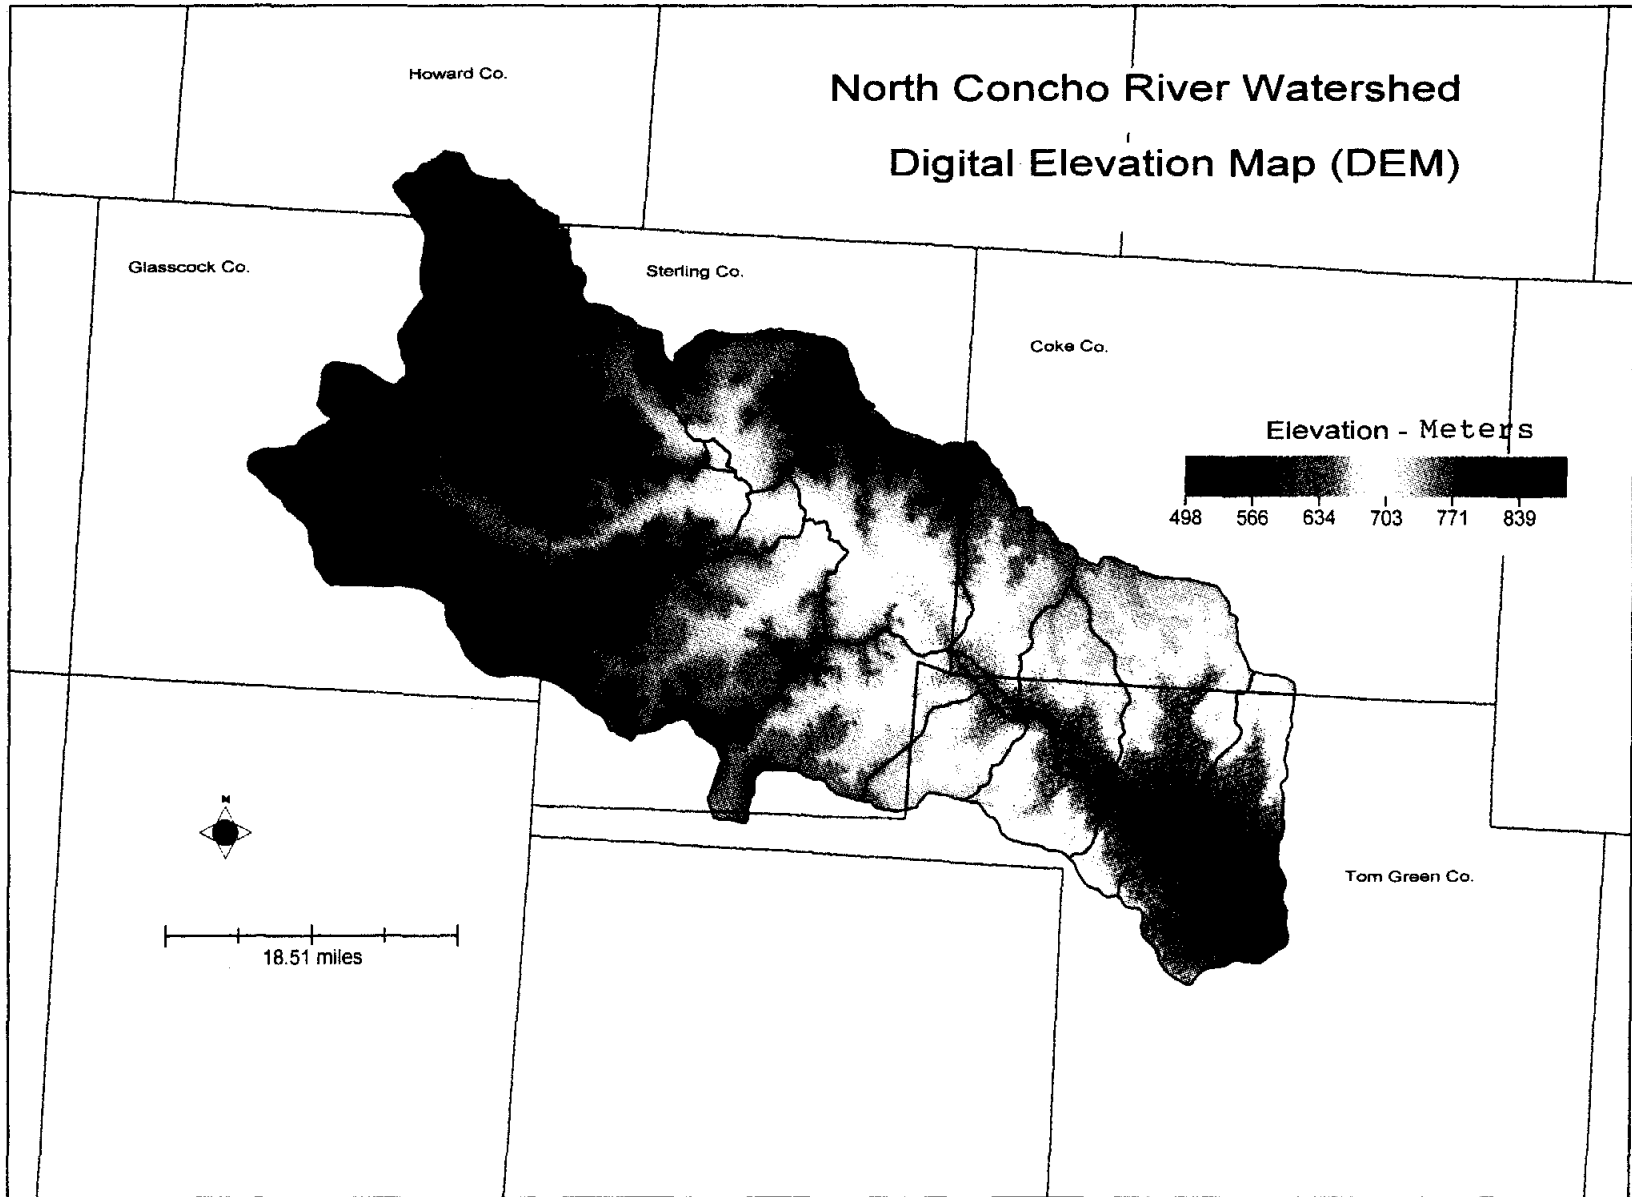 Howard Co.
North Concho River Watershed
Digital Elevation Map (DEM)
Glasscock Co.
Sterling Co.
Coke Co.
Elevation - Meters
498 566 634 703 771 839
N
Tom Green Co.
18.51 miles